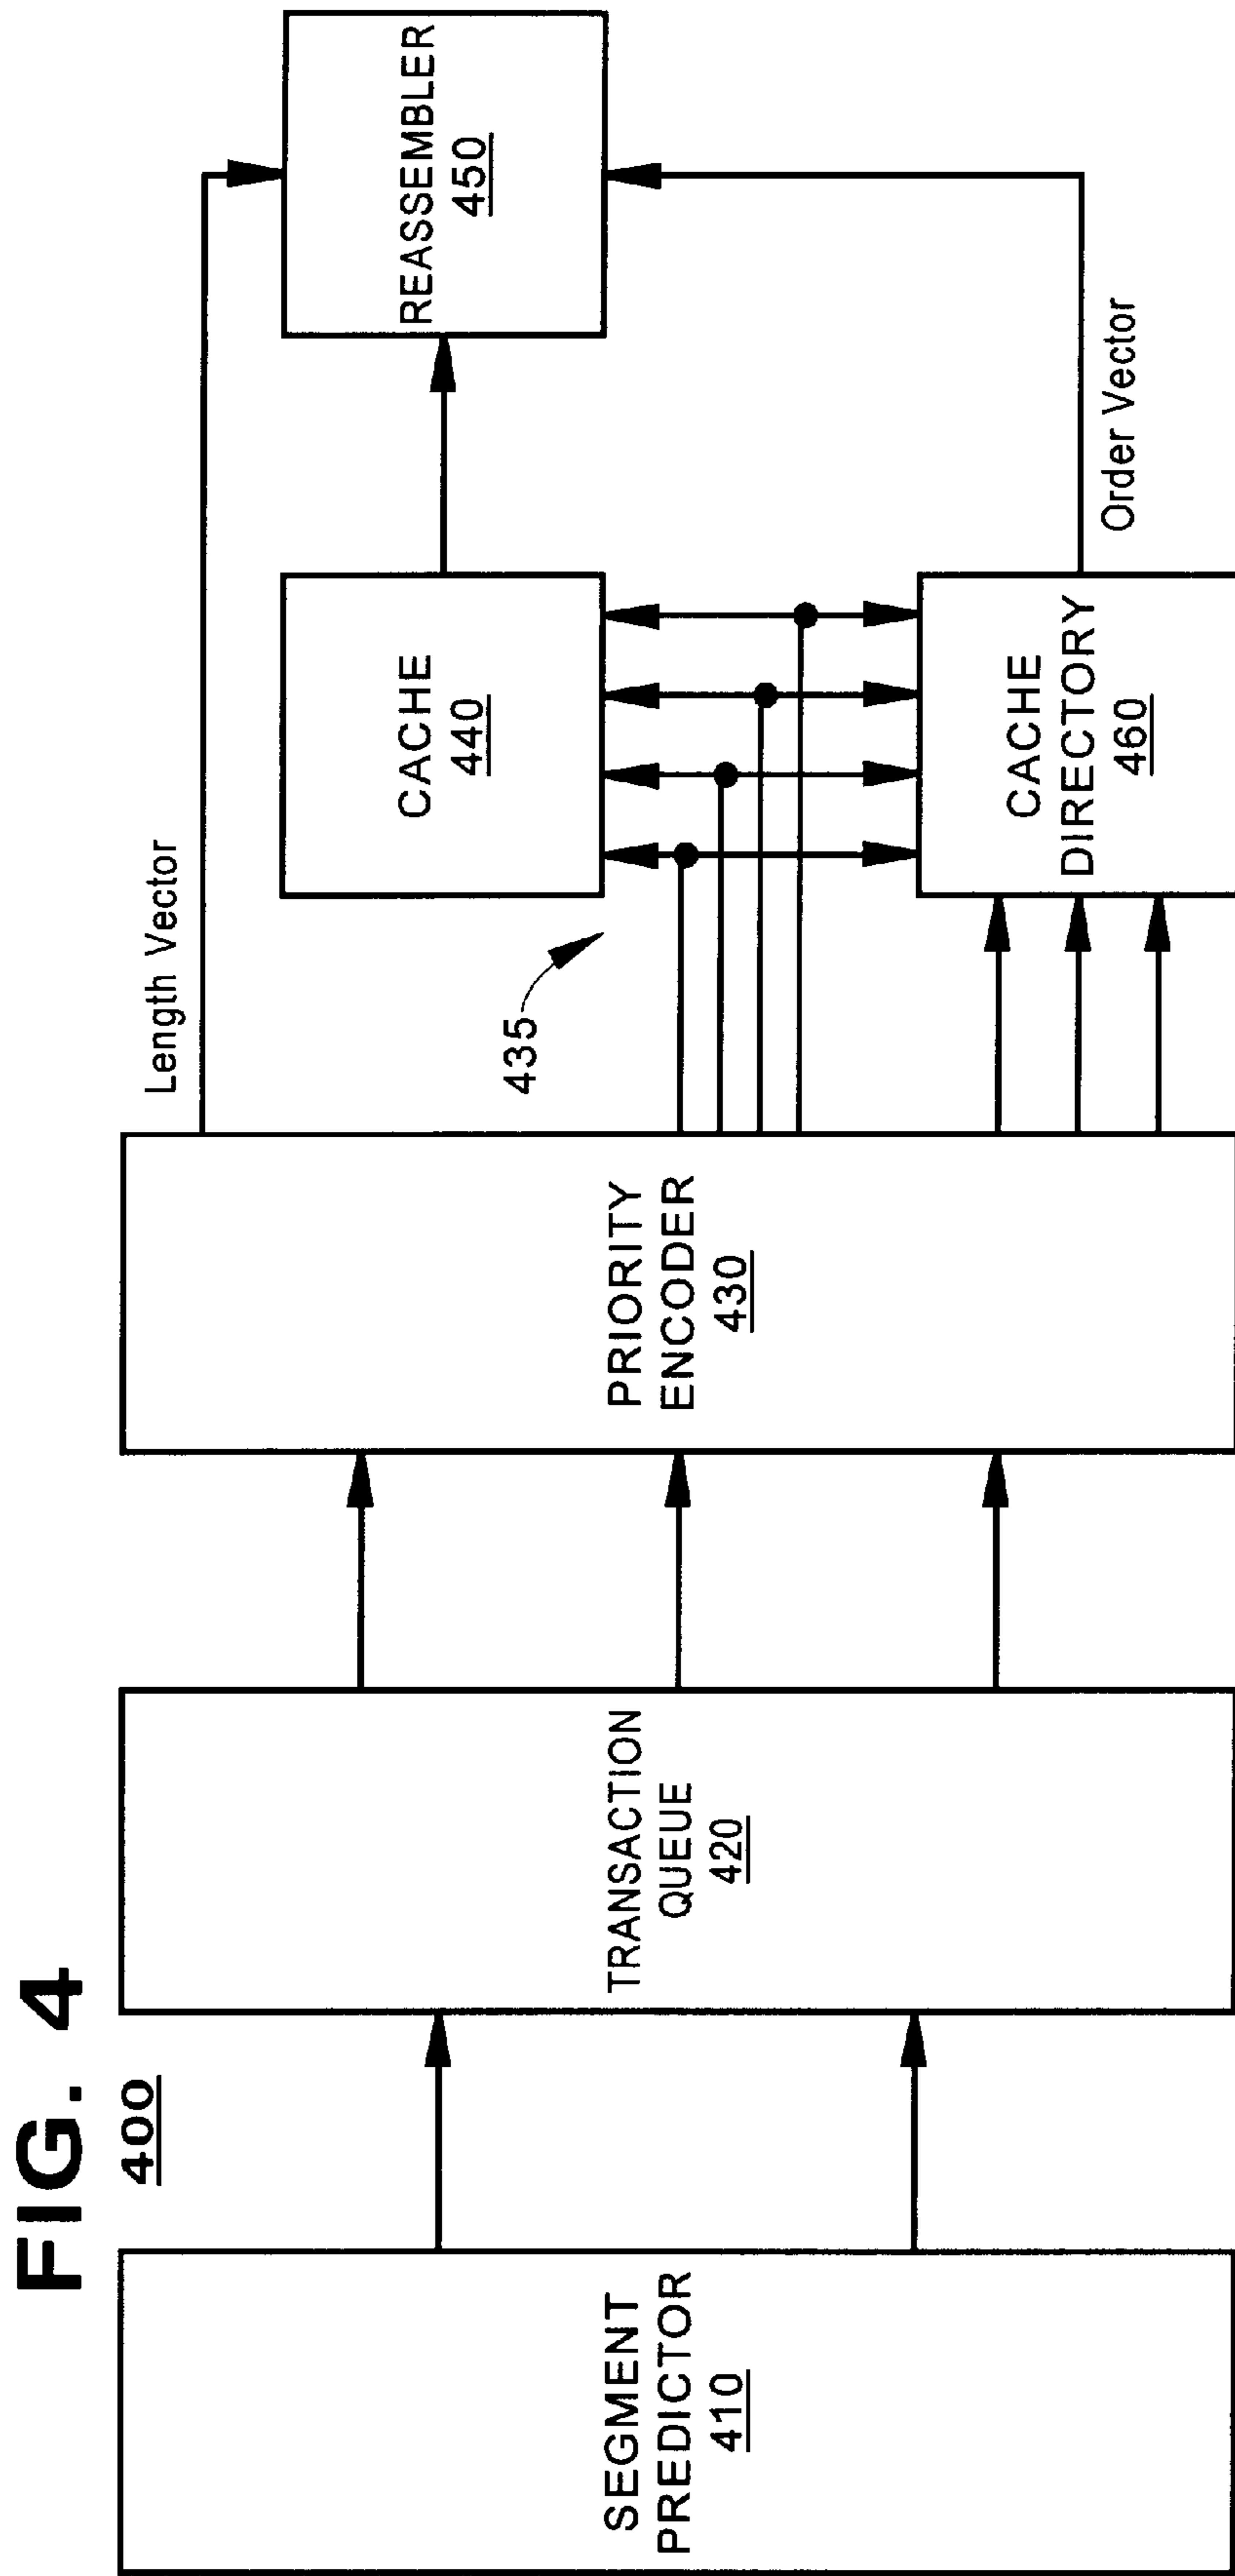 FIG. 4
400
SEGMENT
PREDICTOR
410
TRANSACTION
QUEUE
420
PRIORITY
ENCODER
430
Length Vector
435
CACHE
440
CACHE
DIRECTORY
460
Order Vector
REASSEMBLER
450